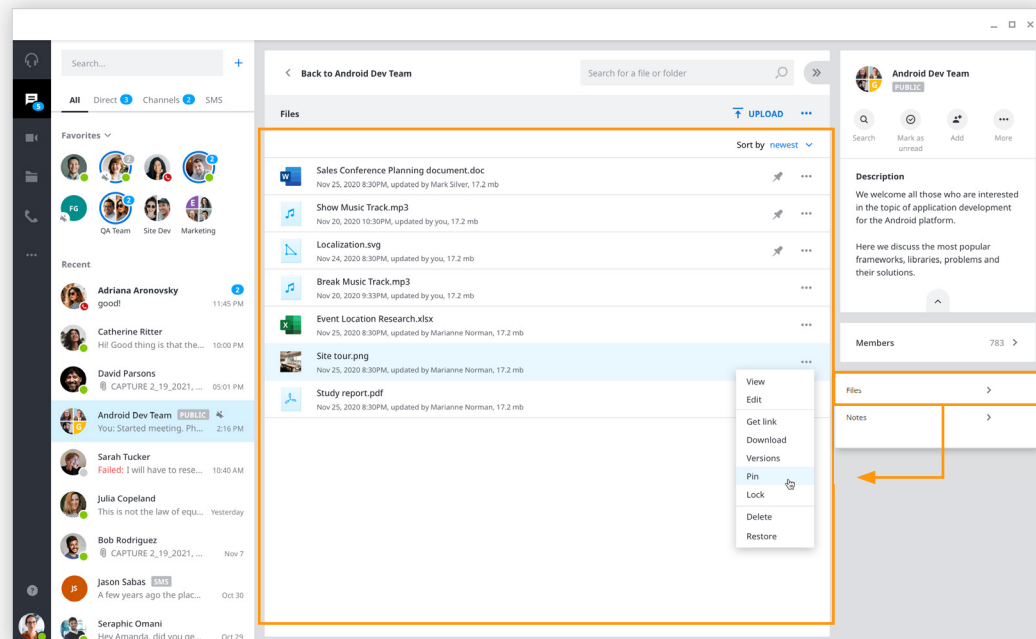 5
Search...
+
All Direct 3 Channels 2 SMS
Favorites
2
2
FG
2
E
G
QA Team Site Dev Marketing
Recent
Adriana Aronovsky 2
good! 11:45 PM
Catherine Ritter
Hi! Good thing is that the... 10:00 PM
David Parsons
CAPTURE 2_19_2021, ... 05:01 PM
G
Android Dev Team PUBLIC
You: Started meeting. Ph... 2:16 PM
Sarah Tucker
Failed: I will have to rese... 10:40 AM
Julia Copeland
This is not the law of equ... Yesterday
Bob Rodriguez
CAPTURE 2_19_2021, ... Nov 7
JS
Jason Sabas SMS
A few years ago the plac... Oct 30
Seraphic Omani
Hey Amanda, did you ge... Oct 29
?
Back to Android Dev Team
Search for a file or folder
Files
UPLOAD
Sort by newest
W
Sales Conference Planning document.doc
Nov 25, 2020 8:30PM, updated by Mark Silver, 17.2 mb
Show Music Track.mp3
Nov 20, 2020 10:30PM, updated by you, 17.2 mb
Localization.svg
Nov 24, 2020 8:30PM, updated by you, 17.2 mb
Break Music Track.mp3
Nov 20, 2020 9:33PM, updated by you, 17.2 mb
X
Event Location Research.xlsx
Nov 25, 2020 8:30PM, updated by Marianne Norman, 17.2 mb
Site tour.png
Nov 25, 2020 8:30PM, updated by Marianne Norman, 17.2 mb
Study report.pdf
Nov 25, 2020 8:30PM, updated by Marianne Norman, 17.2 mb
View
Edit
Get link
Download
Versions
Pin
Lock
Delete
Restore
G
Android Dev Team
PUBLIC
Search Mark as unread Add More
Description
We welcome all those who are interested
in the topic of application development
for the Android platform.
Here we discuss the most popular
frameworks, libraries, problems and
their solutions.
Members 783
Files
Notes